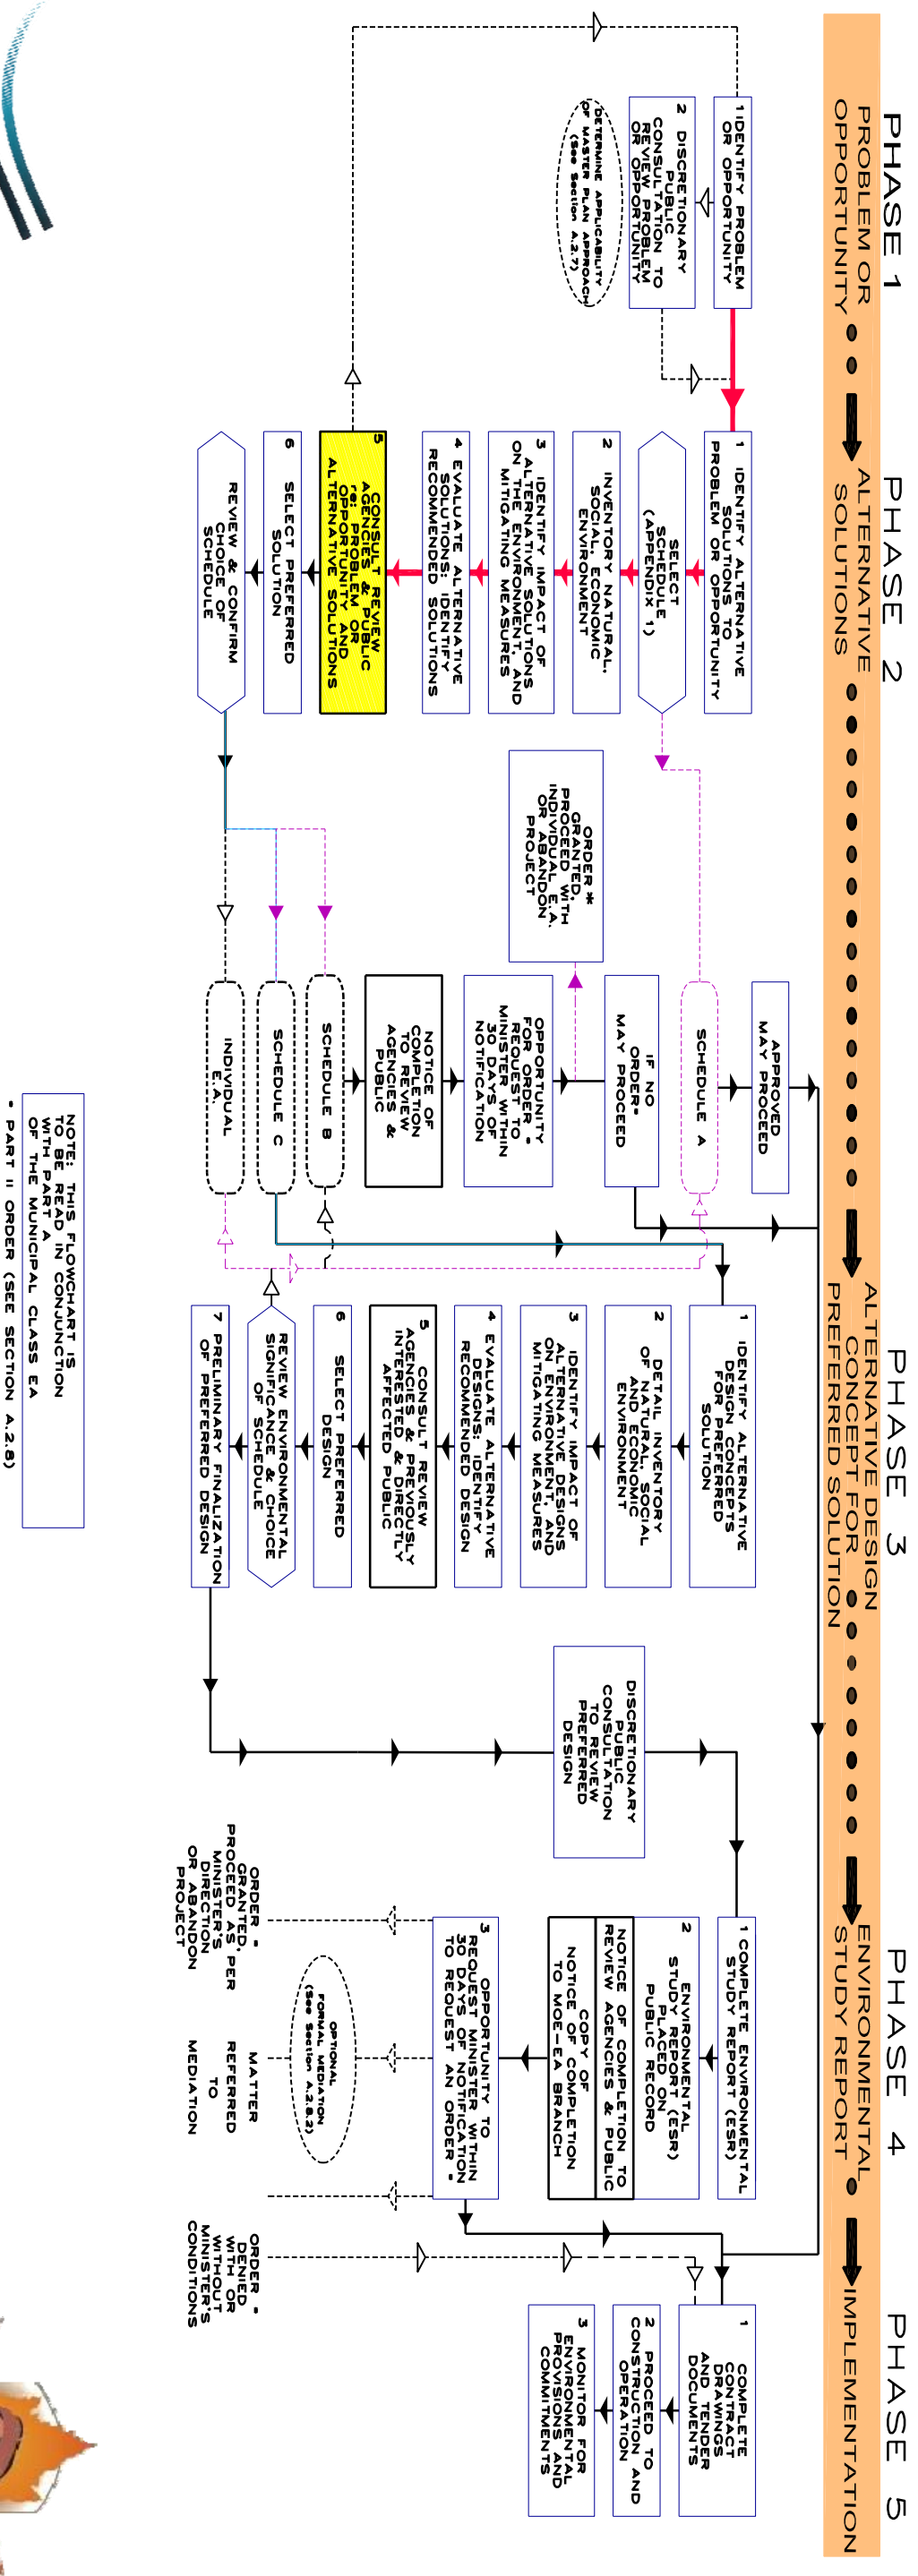 PHASE 1
PROBLEM OR
OPPORTUNITY
PHASE 2
ALTERNATIVE
SOLUTIONS
PHASE 3
ALTERNATIVE DESIGN
CONCEPT FOR
PREFERRED SOLUTION
PHASE 4
ENVIRONMENTAL
STUDY REPORT
PHASE 5
IMPLEMENTATION
1 IDENTIFY PROBLEM
OR OPPORTUNITY
2 DISCRETIONARY
PUBLIC
CONSULTATION TO
REVIEW PROBLEM
OR OPPORTUNITY
DETERMINE APPLICABILITY
OF MASTER PLAN APPROACH
(See Section A.2.7)
1 IDENTIFY ALTERNATIVE
SOLUTIONS TO
PROBLEM OR OPPORTUNITY
SELECT
SCHEDULE
(APPENDIX 1)
2 INVENTORY NATURAL,
SOCIAL, ECONOMIC
ENVIRONMENT
3 IDENTIFY IMPACT OF
ALTERNATIVE SOLUTIONS
ON THE ENVIRONMENT, AND
MITIGATING MEASURES
4 EVALUATE ALTERNATIVE
SOLUTIONS: IDENTIFY
RECOMMENDED SOLUTIONS
5 CONSULT REVIEW
AGENCIES & PUBLIC
re: PROBLEM OR
OPPORTUNITY AND
ALTERNATIVE SOLUTIONS
6 SELECT PREFERRED
SOLUTION
REVIEW & CONFIRM
CHOICE OF
SCHEDULE
APPROVED
MAY PROCEED
SCHEDULE A
IF NO
ORDER*
MAY PROCEED
ORDER *
GRANTED,
PROCEED WITH
INDIVIDUAL E.A.
OR ABANDON
PROJECT
OPPORTUNITY
FOR ORDER *
REQUEST TO
MINISTER WITHIN
30 DAYS OF
NOTIFICATION
NOTICE OF
COMPLETION
TO REVIEW
AGENCIES &
PUBLIC
SCHEDULE B
SCHEDULE C
INDIVIDUAL
E.A.
1 IDENTIFY ALTERNATIVE
DESIGN CONCEPTS
FOR PREFERRED
SOLUTION
2 DETAIL INVENTORY
OF NATURAL, SOCIAL
AND ECONOMIC
ENVIRONMENT
3 IDENTIFY IMPACT OF
ALTERNATIVE DESIGNS
ON ENVIRONMENT, AND
MITIGATING MEASURES
4 EVALUATE ALTERNATIVE
DESIGNS: IDENTIFY
RECOMMENDED DESIGN
5 CONSULT REVIEW
AGENCIES & PREVIOUSLY
INTERESTED & DIRECTLY
AFFECTED PUBLIC
6 SELECT PREFERRED
DESIGN
REVIEW ENVIRONMENTAL
SIGNIFICANCE & CHOICE
OF SCHEDULE
7 PRELIMINARY FINALIZATION
OF PREFERRED DESIGN
DISCRETIONARY
PUBLIC
CONSULTATION
TO REVIEW
PREFERRED
DESIGN
1 COMPLETE ENVIRONMENTAL
STUDY REPORT (ESR)
2 ENVIRONMENTAL
STUDY REPORT (ESR)
PLACED ON
PUBLIC RECORD
NOTICE OF COMPLETION TO
REVIEW AGENCIES & PUBLIC
COPY OF
NOTICE OF COMPLETION
TO MOE-EA BRANCH
3 OPPORTUNITY TO
REQUEST MINISTER WITHIN
30 DAYS OF NOTIFICATION
TO REQUEST AN ORDER *
OPTIONAL
FORMAL MEDIATION
(See Section A.2.8.2)
ORDER *
GRANTED,
PROCEED AS PER
MINISTER'S
DIRECTION
OR ABANDON
PROJECT
MATTER
REFERRED
TO
MEDIATION
ORDER *
DENIED
WITH OR
WITHOUT
MINISTER'S
CONDITIONS
1 COMPLETE
CONTRACT
DRAWINGS
AND TENDER
DOCUMENTS
2 PROCEED TO
CONSTRUCTION AND
OPERATION
3 MONITOR FOR
ENVIRONMENTAL
PROVISIONS AND
COMMITMENTS
NOTE: THIS FLOWCHART IS
TO BE READ IN CONJUNCTION
WITH PART A
OF THE MUNICIPAL CLASS EA
* PART II ORDER (SEE SECTION A.2.8)